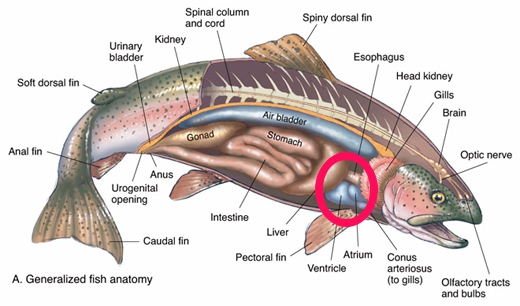 Spinal column
and cord
Spiny dorsal fin
Kidney
Urinary
bladder
Esophagus
Head kidney
Soft dorsal fin
Gills
Brain
Air bladder
Gonad
Stomach
Optic nerve
Anal fin
Anus
Urogenital
opening
Intestine
Liver
Caudal fin
Pectoral fin
Ventricle
Atrium
Conus
arteriosus
(to gills)
Olfactory tracts
and bulbs
A. Generalized fish anatomy